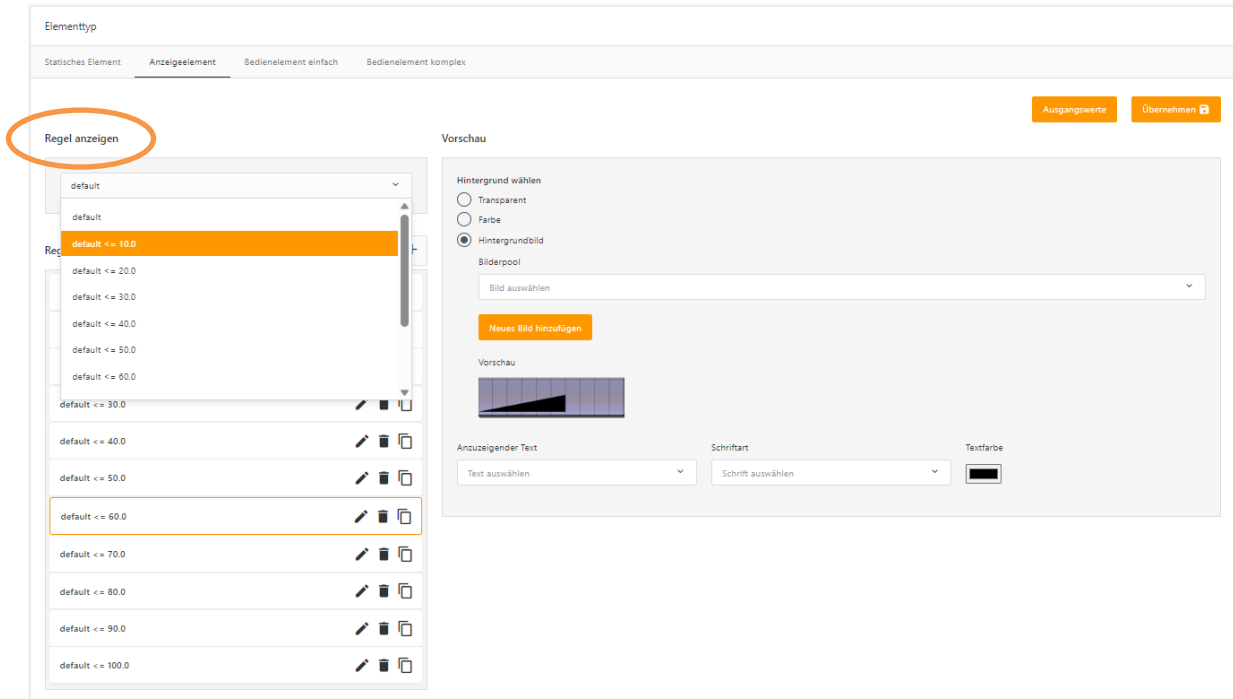 Elementtyp
Statisches Element Anzeigeelement Bedienelement einfach Bedienelement komplex
Ausgangswerte Übernehmen
Regel anzeigen
default
default
default <= 10.0
default <= 20.0
default <= 30.0
default <= 40.0
default <= 50.0
default <= 60.0
Reg
default <= 30.0
default <= 40.0
default <= 50.0
default <= 60.0
default <= 70.0
default <= 80.0
default <= 90.0
default <= 100.0
Vorschau
Hintergrund wählen
Transparent
Farbe
Hintergrundbild
Bilderpool
Bild auswählen
Neues Bild hinzufügen
Vorschau
Anzuzeigender Text Schriftart Textfarbe
Text auswählen Schrift auswählen